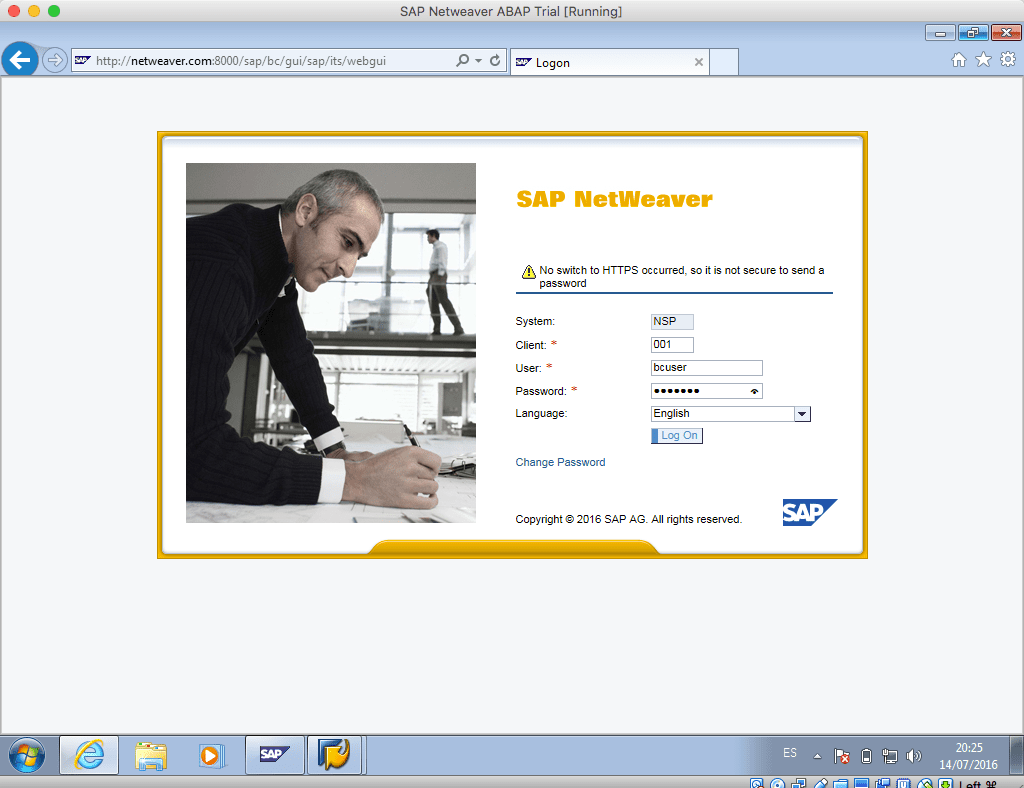 SAP Netweaver ABAP Trial [Running]
http://netweaver.com:8000/sap/bc/gui/sap/its/webgui
SAP Logon
SAP NetWeaver
No switch to HTTPS occurred, so it is not secure to send a
password
System: NSP
Client: * 001
User: * bcuser
Password: * •••••••
Language: English
Log On
Change Password
Copyright © 2016 SAP AG. All rights reserved.
SAP
SAP
ES
20:25
14/07/2016
Left ⌘